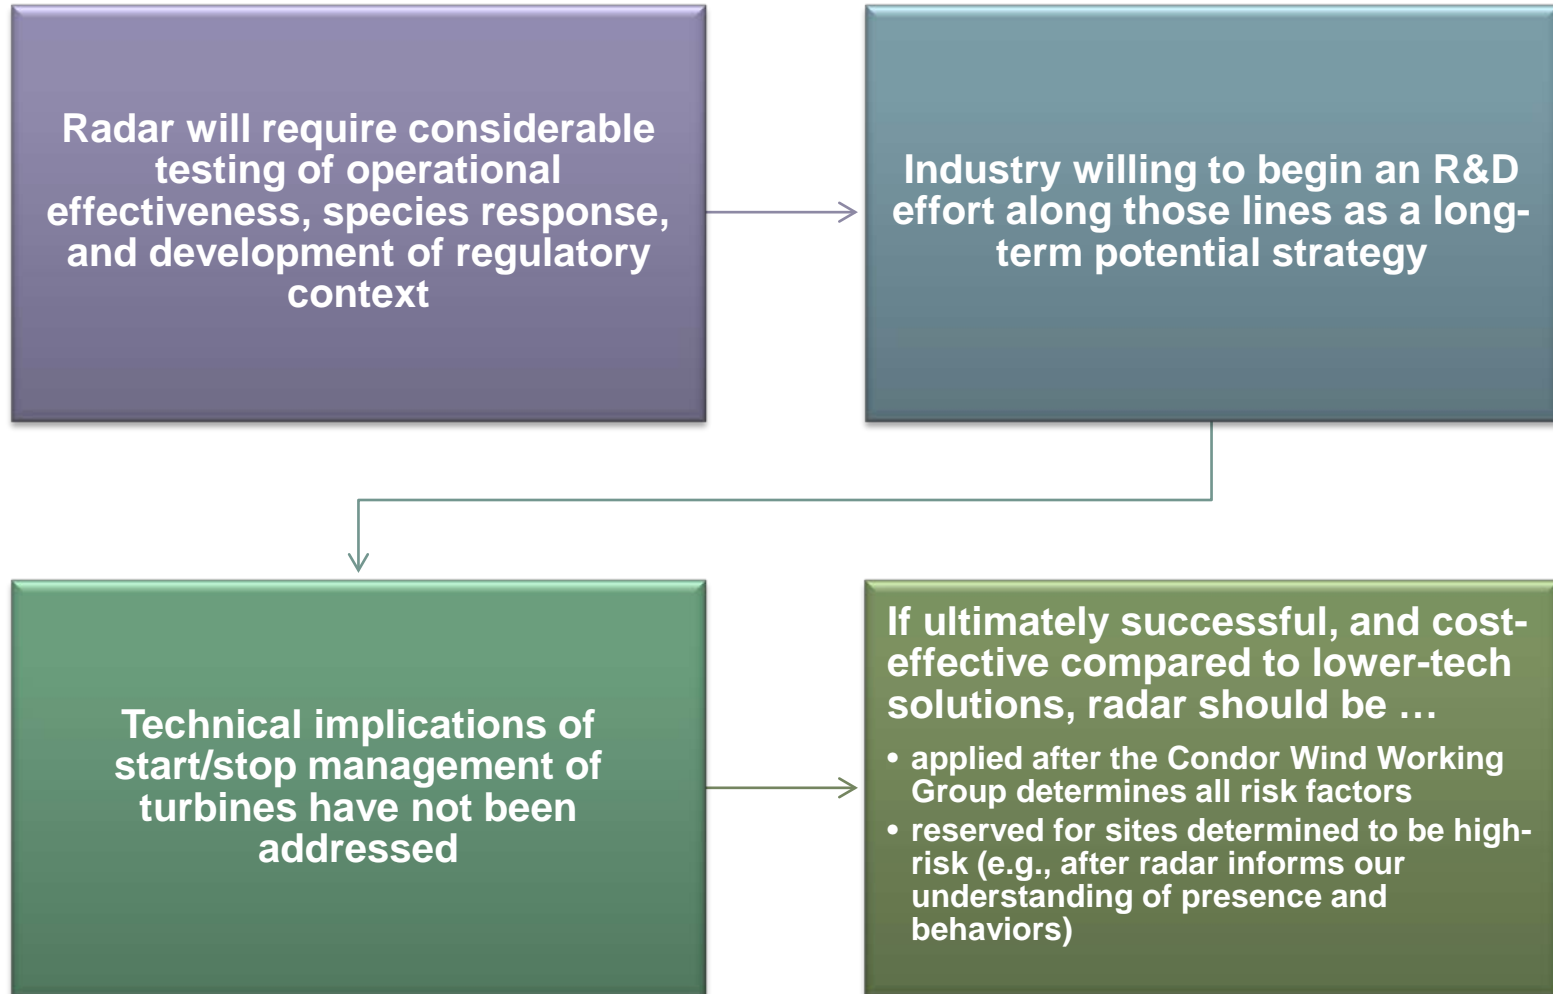 Radar will require considerable
testing of operational
effectiveness, species response,
and development of regulatory
context
Industry willing to begin an R&D
effort along those lines as a long-
term potential strategy
Technical implications of
start/stop management of
turbines have not been
addressed
If ultimately successful, and cost-
effective compared to lower-tech
solutions, radar should be …
• applied after the Condor Wind Working
Group determines all risk factors
• reserved for sites determined to be high-
risk (e.g., after radar informs our
understanding of presence and
behaviors)